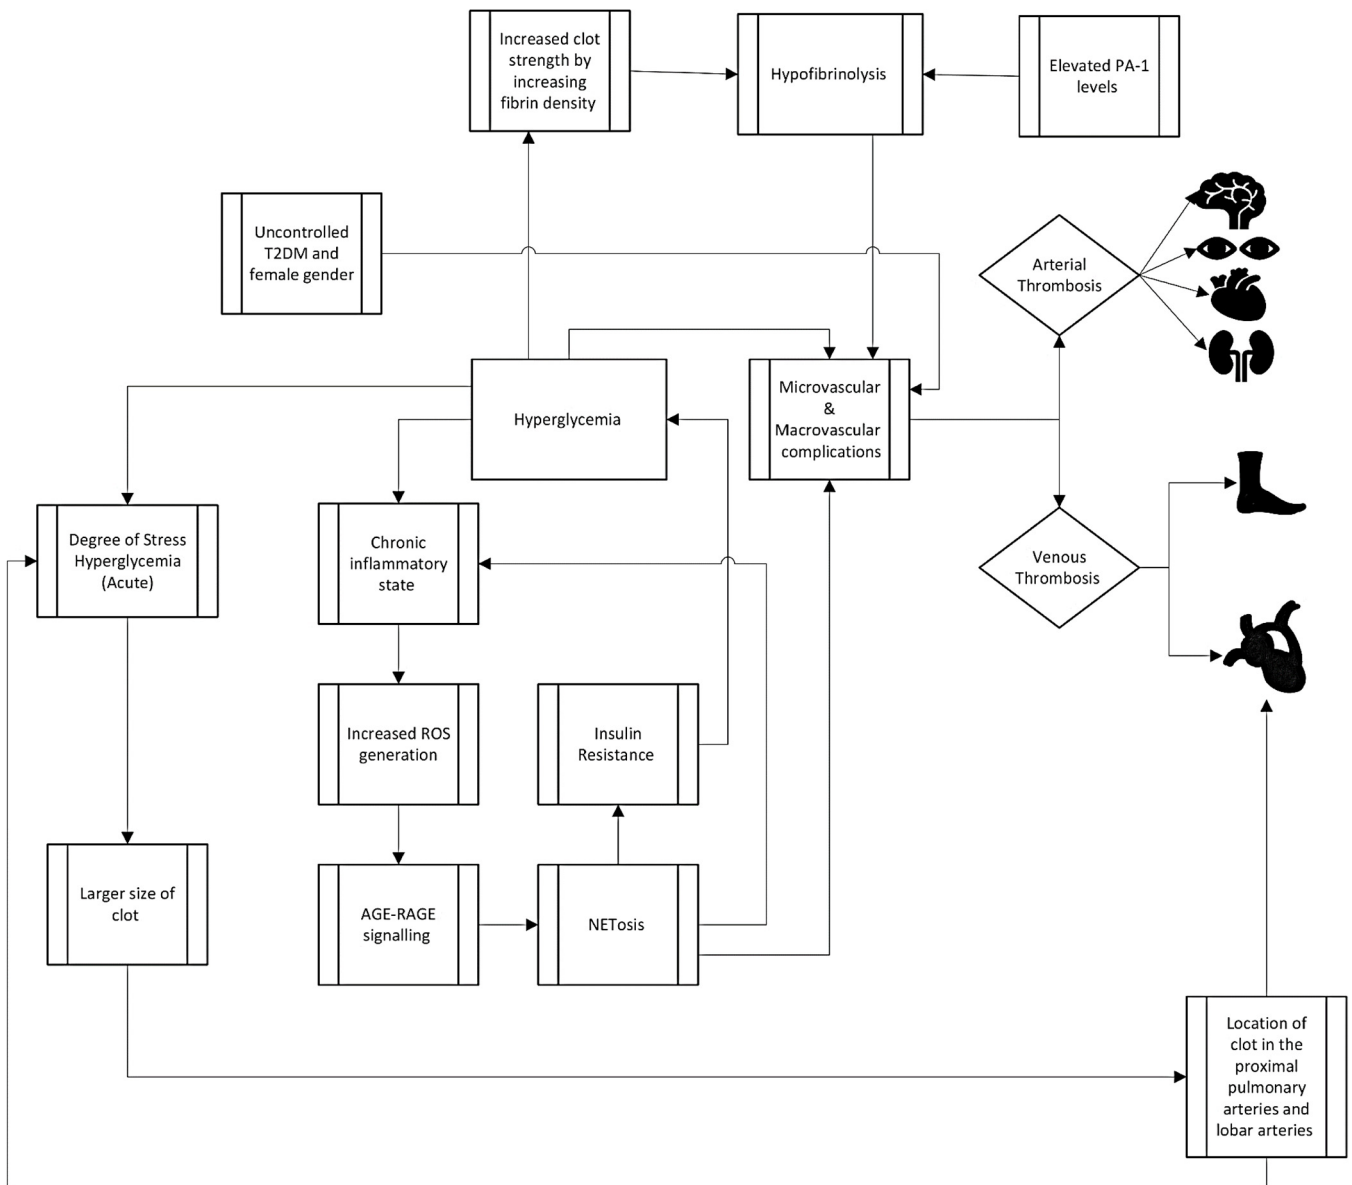 Increased clot
strength by
increasing
fibrin density
Hypofibrinolysis
Elevated PA-1
levels
Uncontrolled
T2DM and
female gender
Arterial
Thrombosis
Hyperglycemia
Microvascular
&
Macrovascular
complications
Degree of Stress
Hyperglycemia
(Acute)
Chronic
inflammatory
state
Venous
Thrombosis
Increased ROS
generation
Insulin
Resistance
Larger size of
clot
AGE-RAGE
signalling
NETosis
Location of
clot in the
proximal
pulmonary
arteries and
lobar arteries